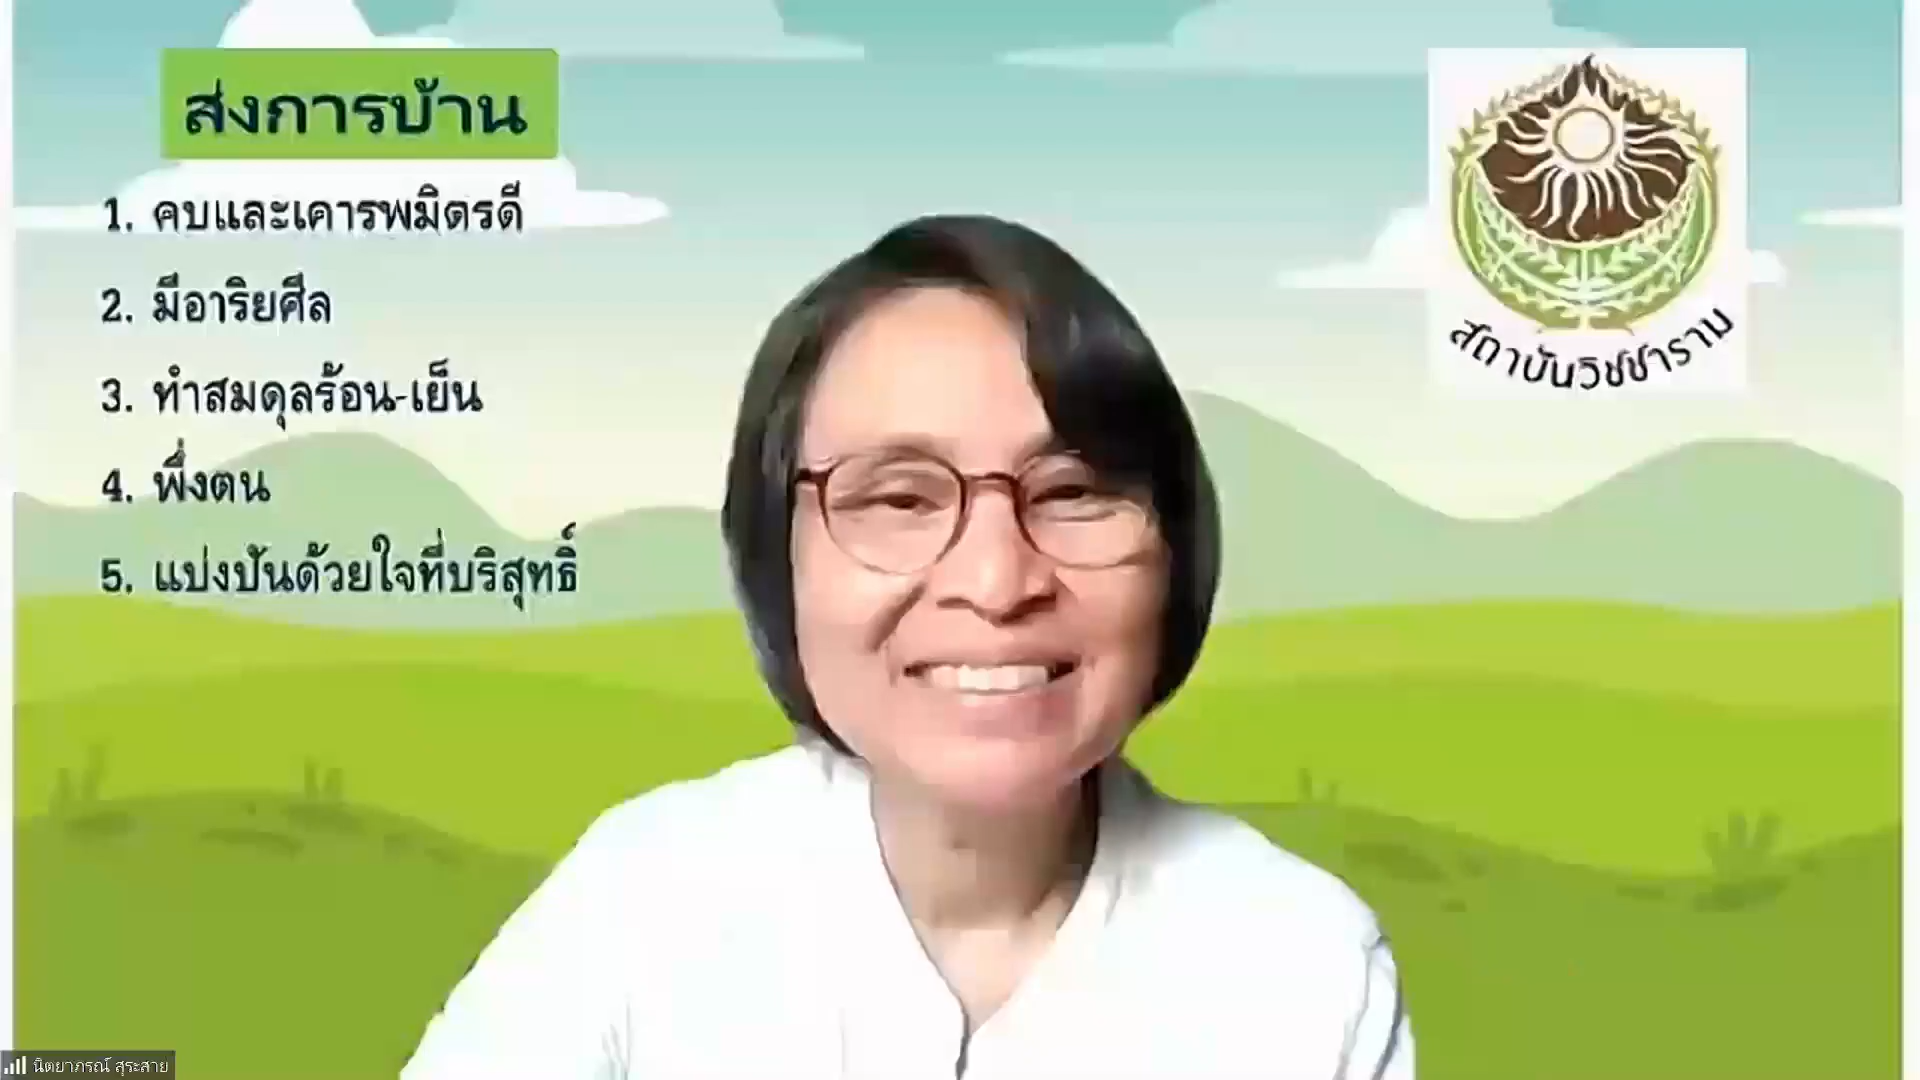 ส่งการบ้าน
1. คบและเคารพมิตรดี
2. มีอาริยศีล
3. ทำสมดุลร้อน-เย็น
4. พึ่งตน
5. แบ่งปันด้วยใจที่บริสุทธิ์
สถาบันวิชชาราม
นิตยาภรณ์ สุระสาย